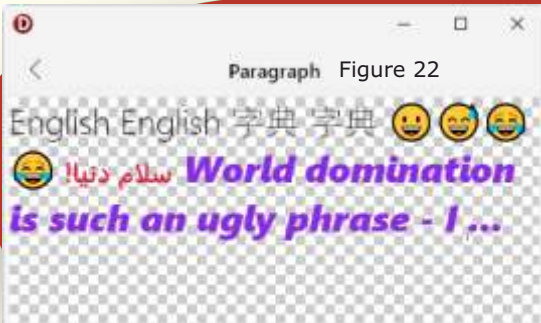 Paragraph Figure 22
English English 字典 字典 😀😅😂
😂 سلام دنیا! World domination
is such an ugly phrase - I ...